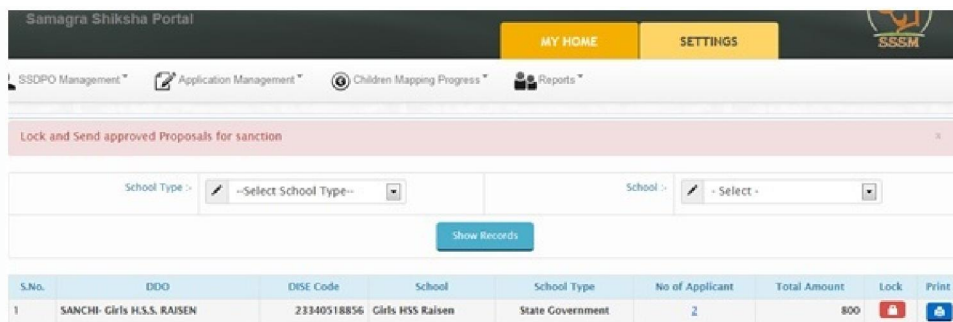 Samagra Shiksha Portal
MY HOME SETTINGS
SSSM
SSDPO Management Application Management Children Mapping Progress Reports
Lock and Send approved Proposals for sanction x
School Type :- --Select School Type-- School :- - Select -
Show Records
S.No. DDO DISE Code School School Type No of Applicant Total Amount Lock Print
1 SANCHI- Girls H.S.S. RAISEN 23340518856 Girls HSS Raisen State Government 2 800